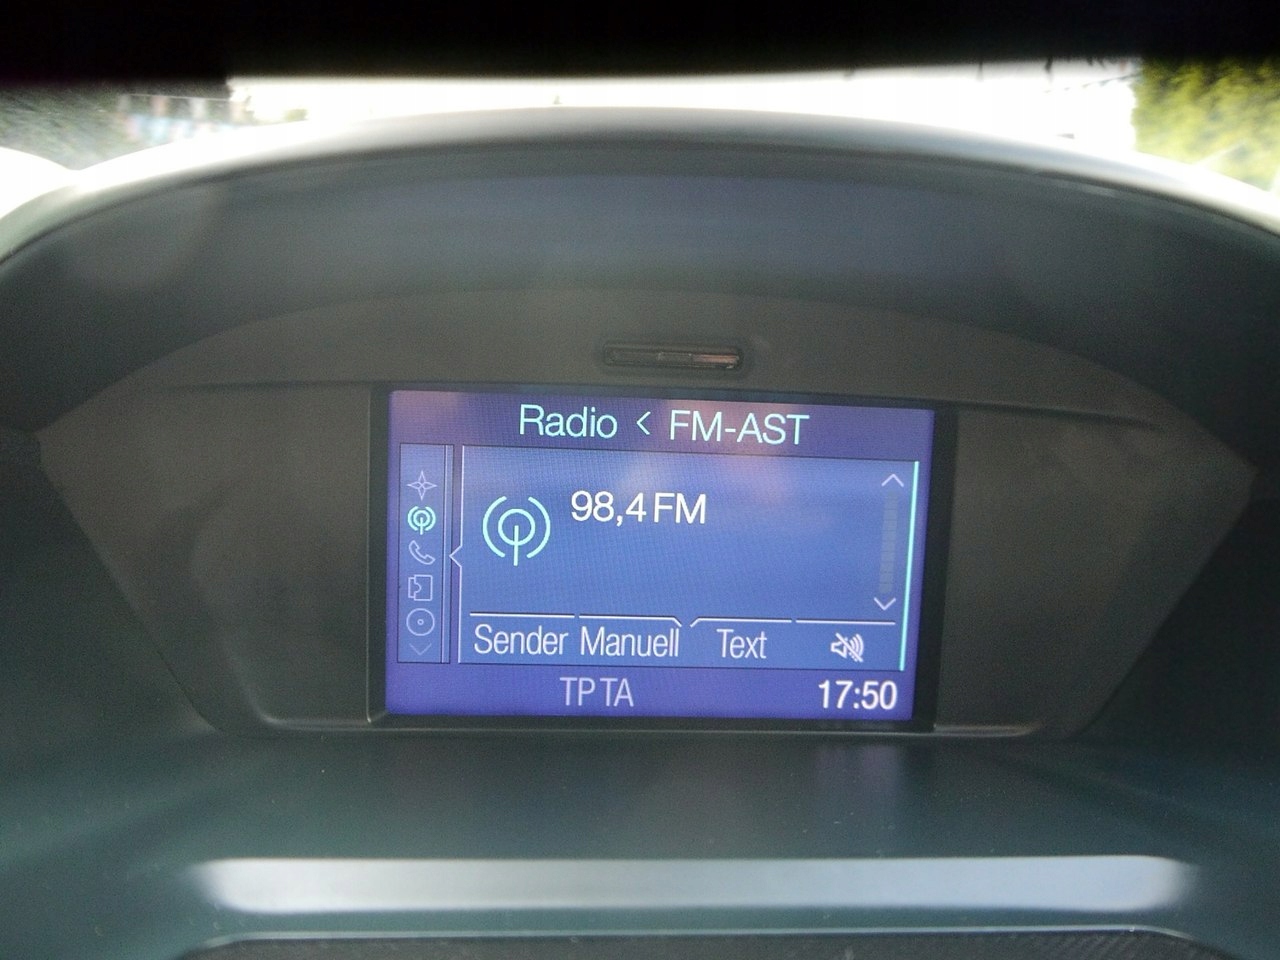 Radio < FM-AST
98,4 FM
Sender Manuell Text
TP TA 17:50